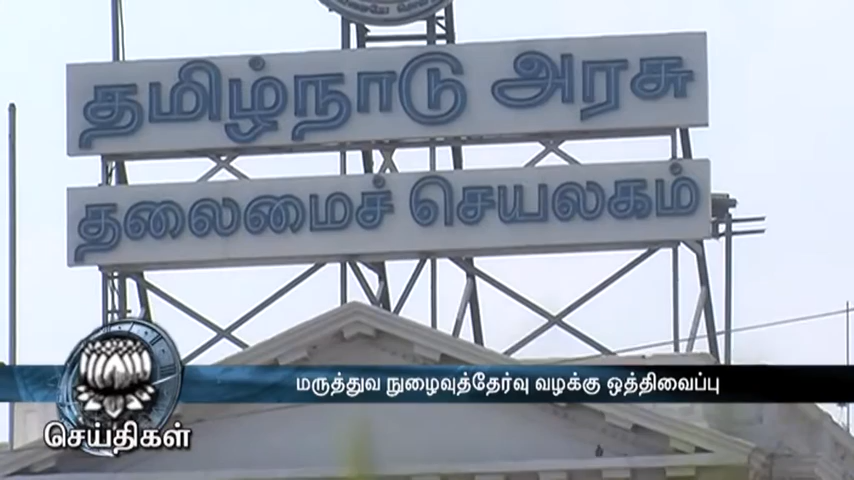 தமிழ்நாடு அரசு
தலைமைச் செயலகம்
மருத்துவ நுழைவுத்தேர்வு வழக்கு ஒத்திவைப்பு
செய்திகள்